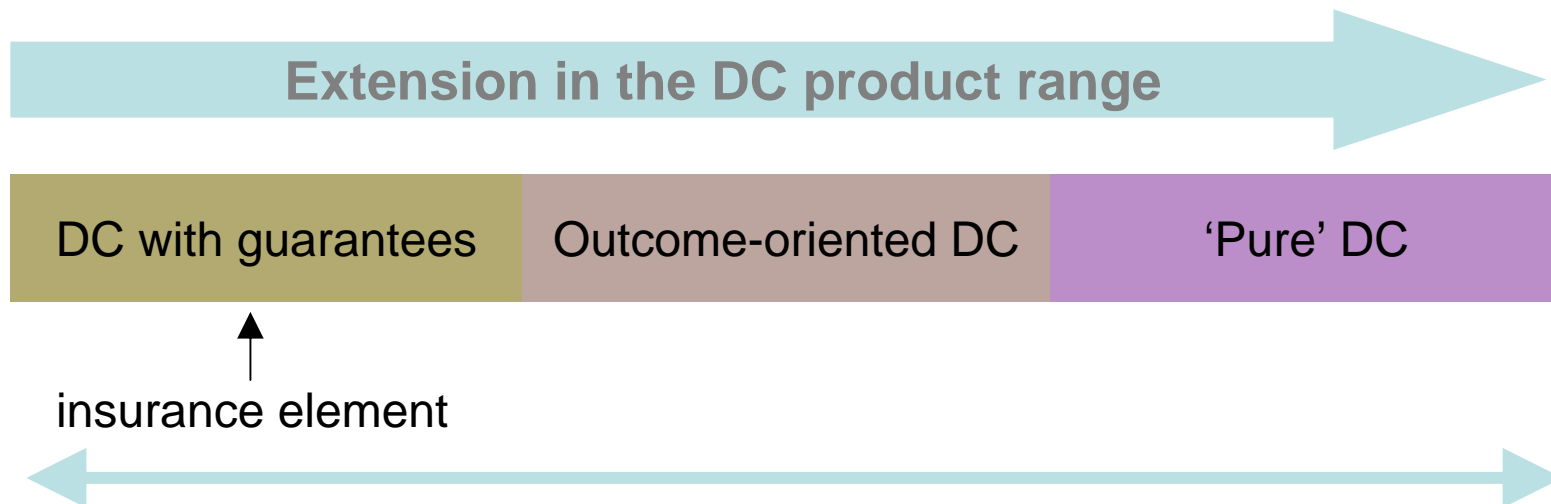 Extension in the DC product range
DC with guarantees
Outcome-oriented DC
‘Pure’ DC
insurance element